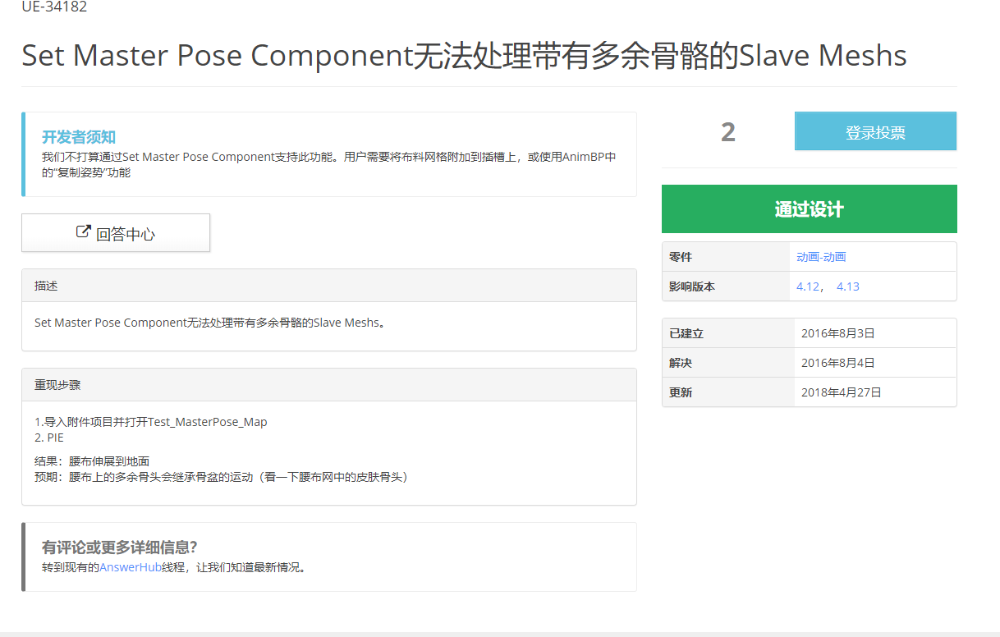 UE-34182
Set Master Pose Component无法处理带有多余骨骼的Slave Meshs
开发者须知
我们不打算通过Set Master Pose Component支持此功能。用户需要将布料网格附加到插槽上，或使用AnimBP中
的“复制姿势”功能
回答中心
描述
Set Master Pose Component无法处理带有多余骨骼的Slave Meshs。
重现步骤
1.导入附件项目并打开Test_MasterPose_Map
2. PIE
结果：腰布伸展到地面
预期：腰布上的多余骨头会继承骨盆的运动（看一下腰布网中的皮肤骨头）
有评论或更多详细信息？
转到现有的AnswerHub线程，让我们知道最新情况。
2
登录投票
通过设计
零件 动画-动画
影响版本 4.12， 4.13
已建立 2016年8月3日
解决 2016年8月4日
更新 2018年4月27日